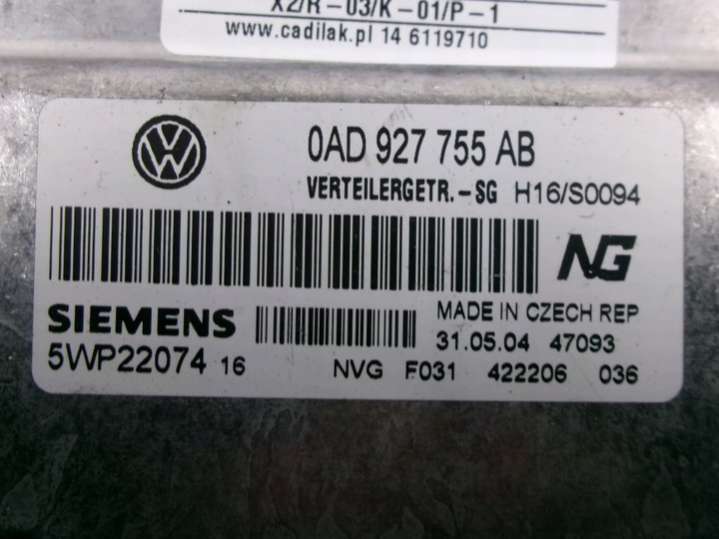 X2/R-03/K-01/P-1
www.cadilak.pl 14 6119710
VW
0AD 927 755 AB
VERTEILERGETR.-SG H16/S0094
NG
SIEMENS
MADE IN CZECH REP
5WP22074 16
31.05.04 47093
NVG F031 422206 036